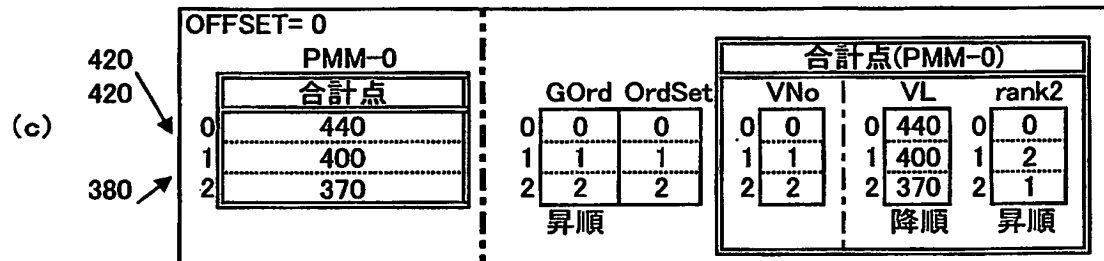 OFFSET= 0
420
420
380
(c)
PMM-0
合計点
0 440
1 400
2 370
GOrd OrdSet
0 0 0
1 1 1
2 2 2
昇順
合計点(PMM-0)
VNo VL rank2
0 0 0 440 0 0
1 1 1 400 1 2
2 2 2 370 2 1
降順 昇順